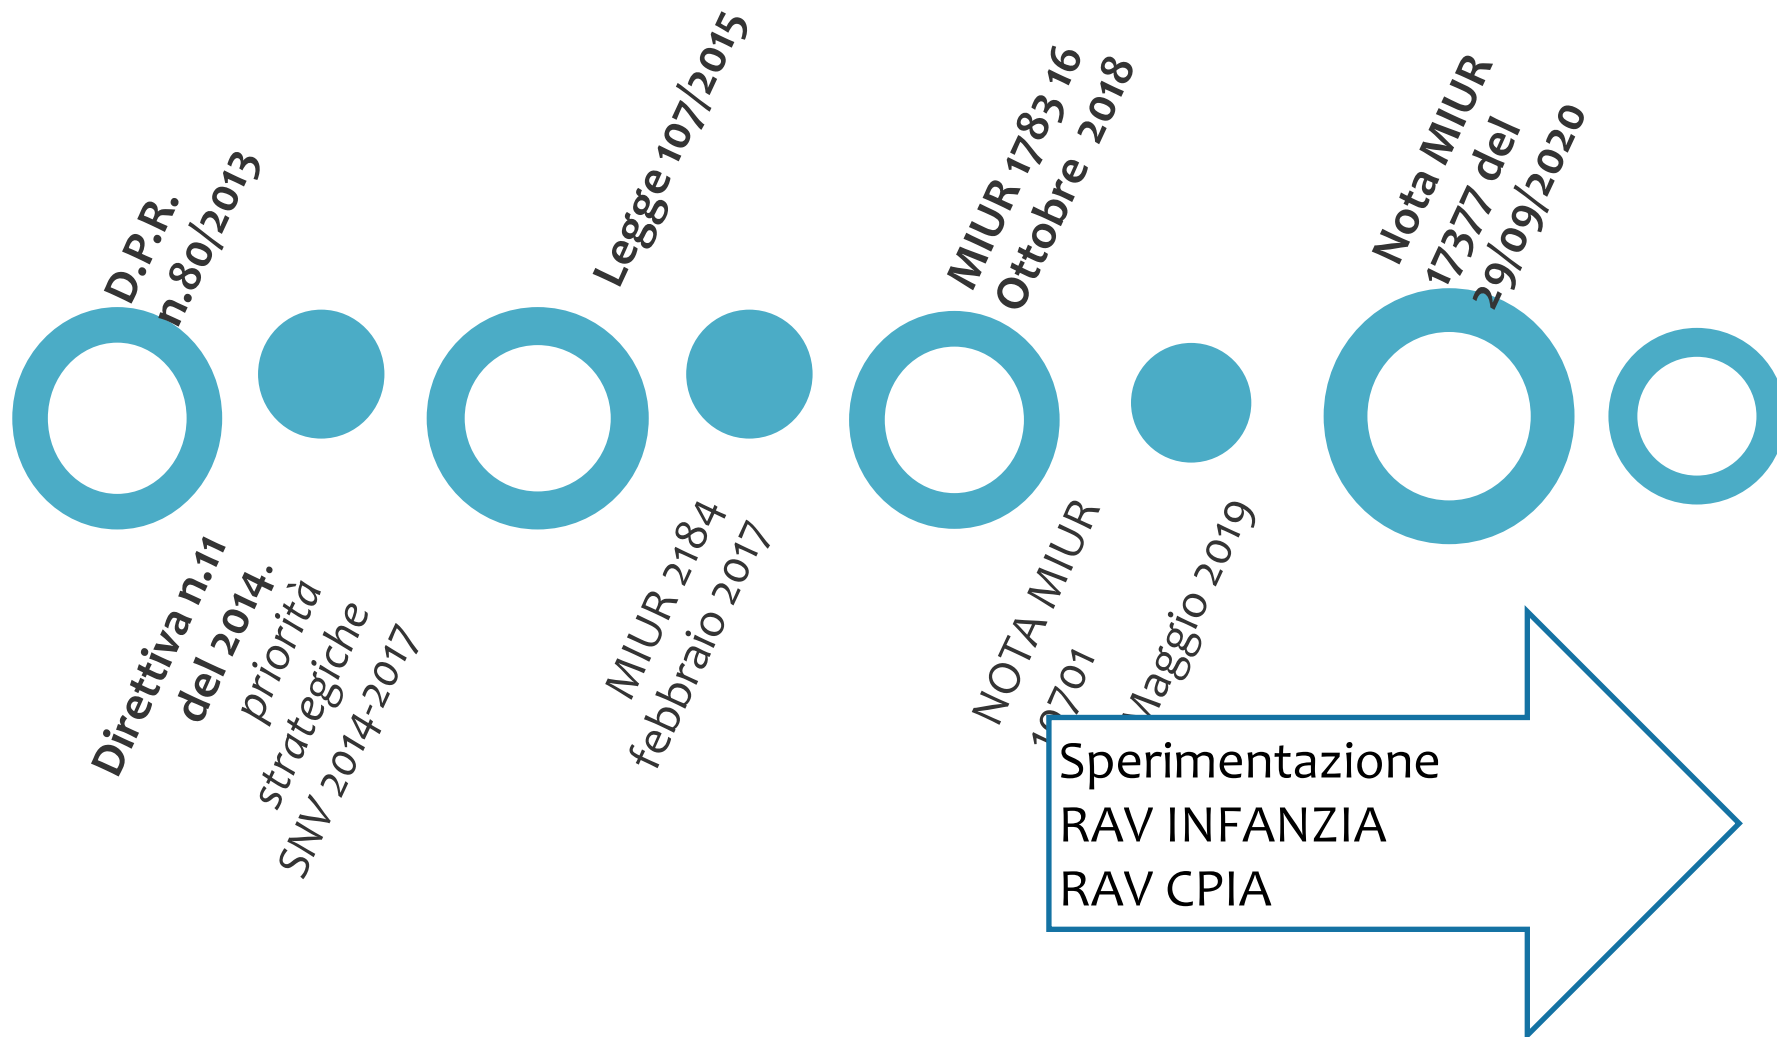 D.P.R.
n.80/2013
Direttiva n.11
del 2014.
priorità
strategiche
SNV 2014-2017
Legge 107/2015
MIUR 2184
febbraio 2017
MIUR 1783 16
Ottobre 2018
NOTA MIUR
Maggio 2019
Nota MIUR
17377 del
29/09/2020
Sperimentazione
RAV INFANZIA
RAV CPIA